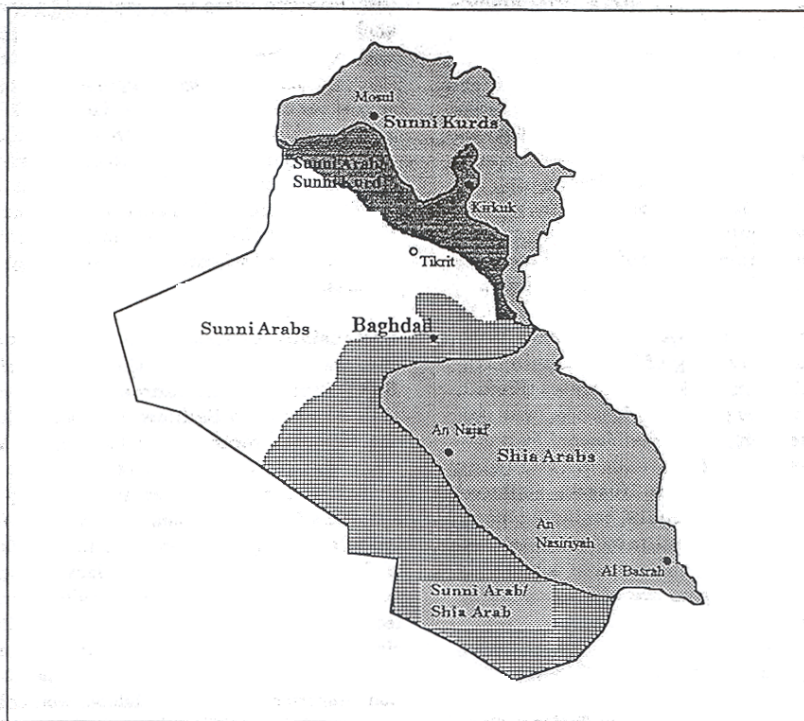 Mosul
Sunni Kurds
Sunni Arab/
Sunni Kurd
Kirkuk
Tikrit
Sunni Arabs
Baghdad
An Najaf
Shia Arabs
An
Nasiriyah
Al Basrah
Sunni Arab/
Shia Arab